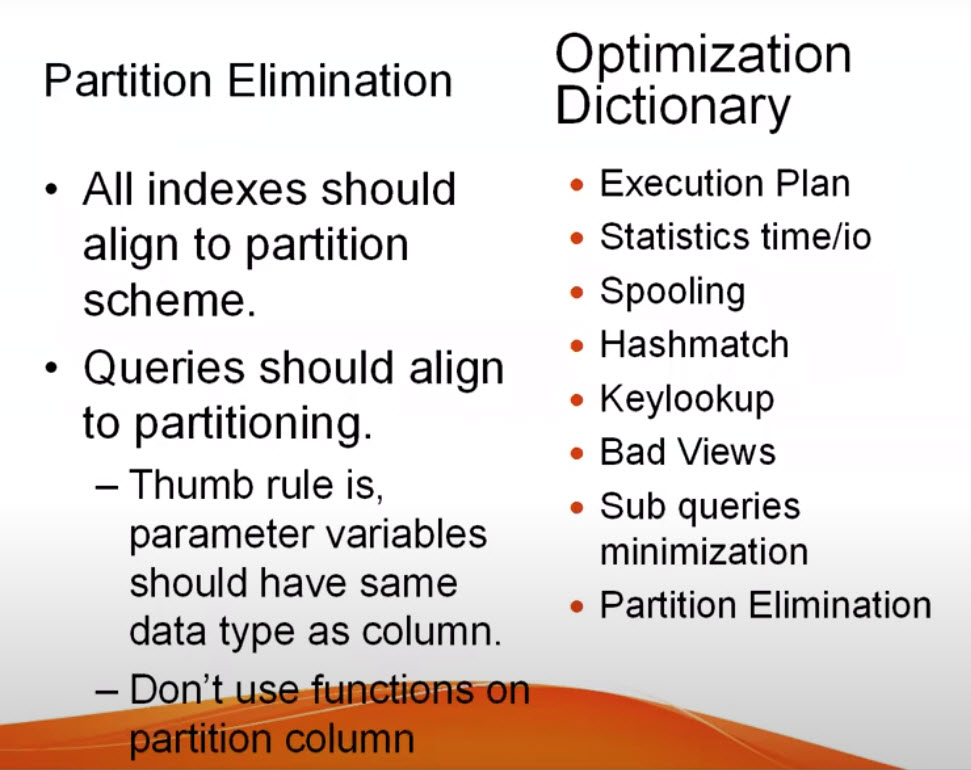 Partition Elimination
• All indexes should
align to partition
scheme.
• Queries should align
to partitioning.
– Thumb rule is,
parameter variables
should have same
data type as column.
– Don't use functions on
partition column
Optimization
Dictionary
• Execution Plan
• Statistics time/io
• Spooling
• Hashmatch
• Keylookup
• Bad Views
• Sub queries
minimization
• Partition Elimination